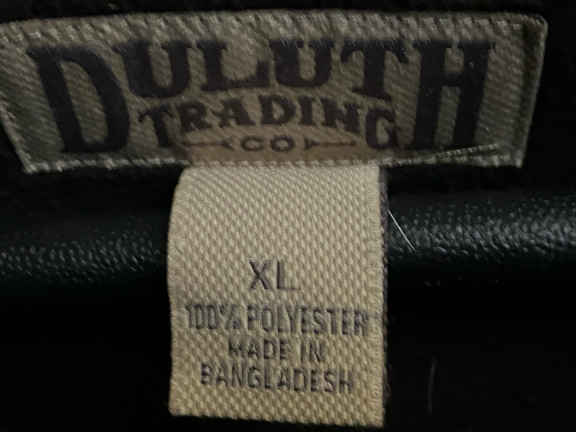 DULUTH
TRADING
CO
XL
100% POLYESTER
MADE IN
BANGLADESH